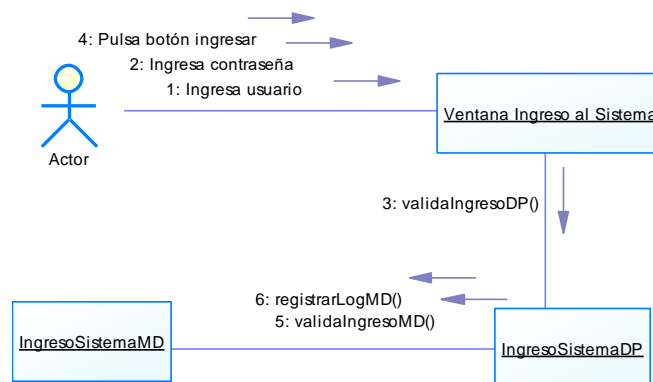 4: Pulsa botón ingresar
2: Ingresa contraseña
1: Ingresa usuario
Ventana Ingreso al Sistema
Actor
3: validaIngresoDP()
6: registrarLogMD()
5: validaIngresoMD()
IngresoSistemaMD
IngresoSistemaDP